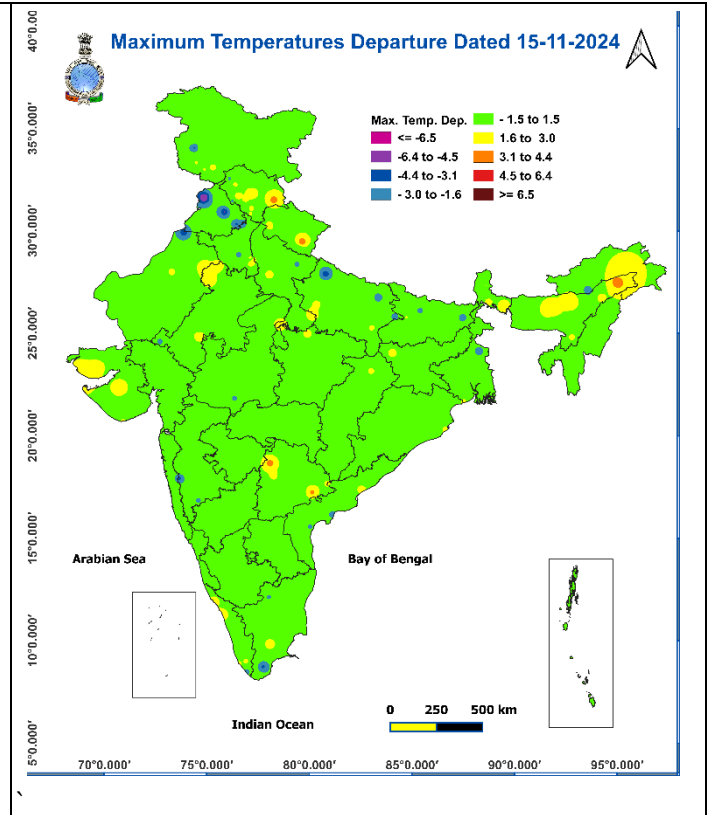 Maximum Temperatures Departure Dated 15-11-2024
Max. Temp. Dep.
<= -6.5
-6.4 to -4.5
-4.4 to -3.1
- 3.0 to -1.6
- 1.5 to 1.5
1.6 to 3.0
3.1 to 4.4
4.5 to 6.4
>= 6.5
40°0.000'
35°0.000'
30°0.000'
25°0.000'
20°0.000'
15°0.000'
10°0.000'
5°0.000'
Arabian Sea
Bay of Bengal
Indian Ocean
0 250 500 km
70°0.000' 75°0.000' 80°0.000' 85°0.000' 90°0.000' 95°0.000'
`